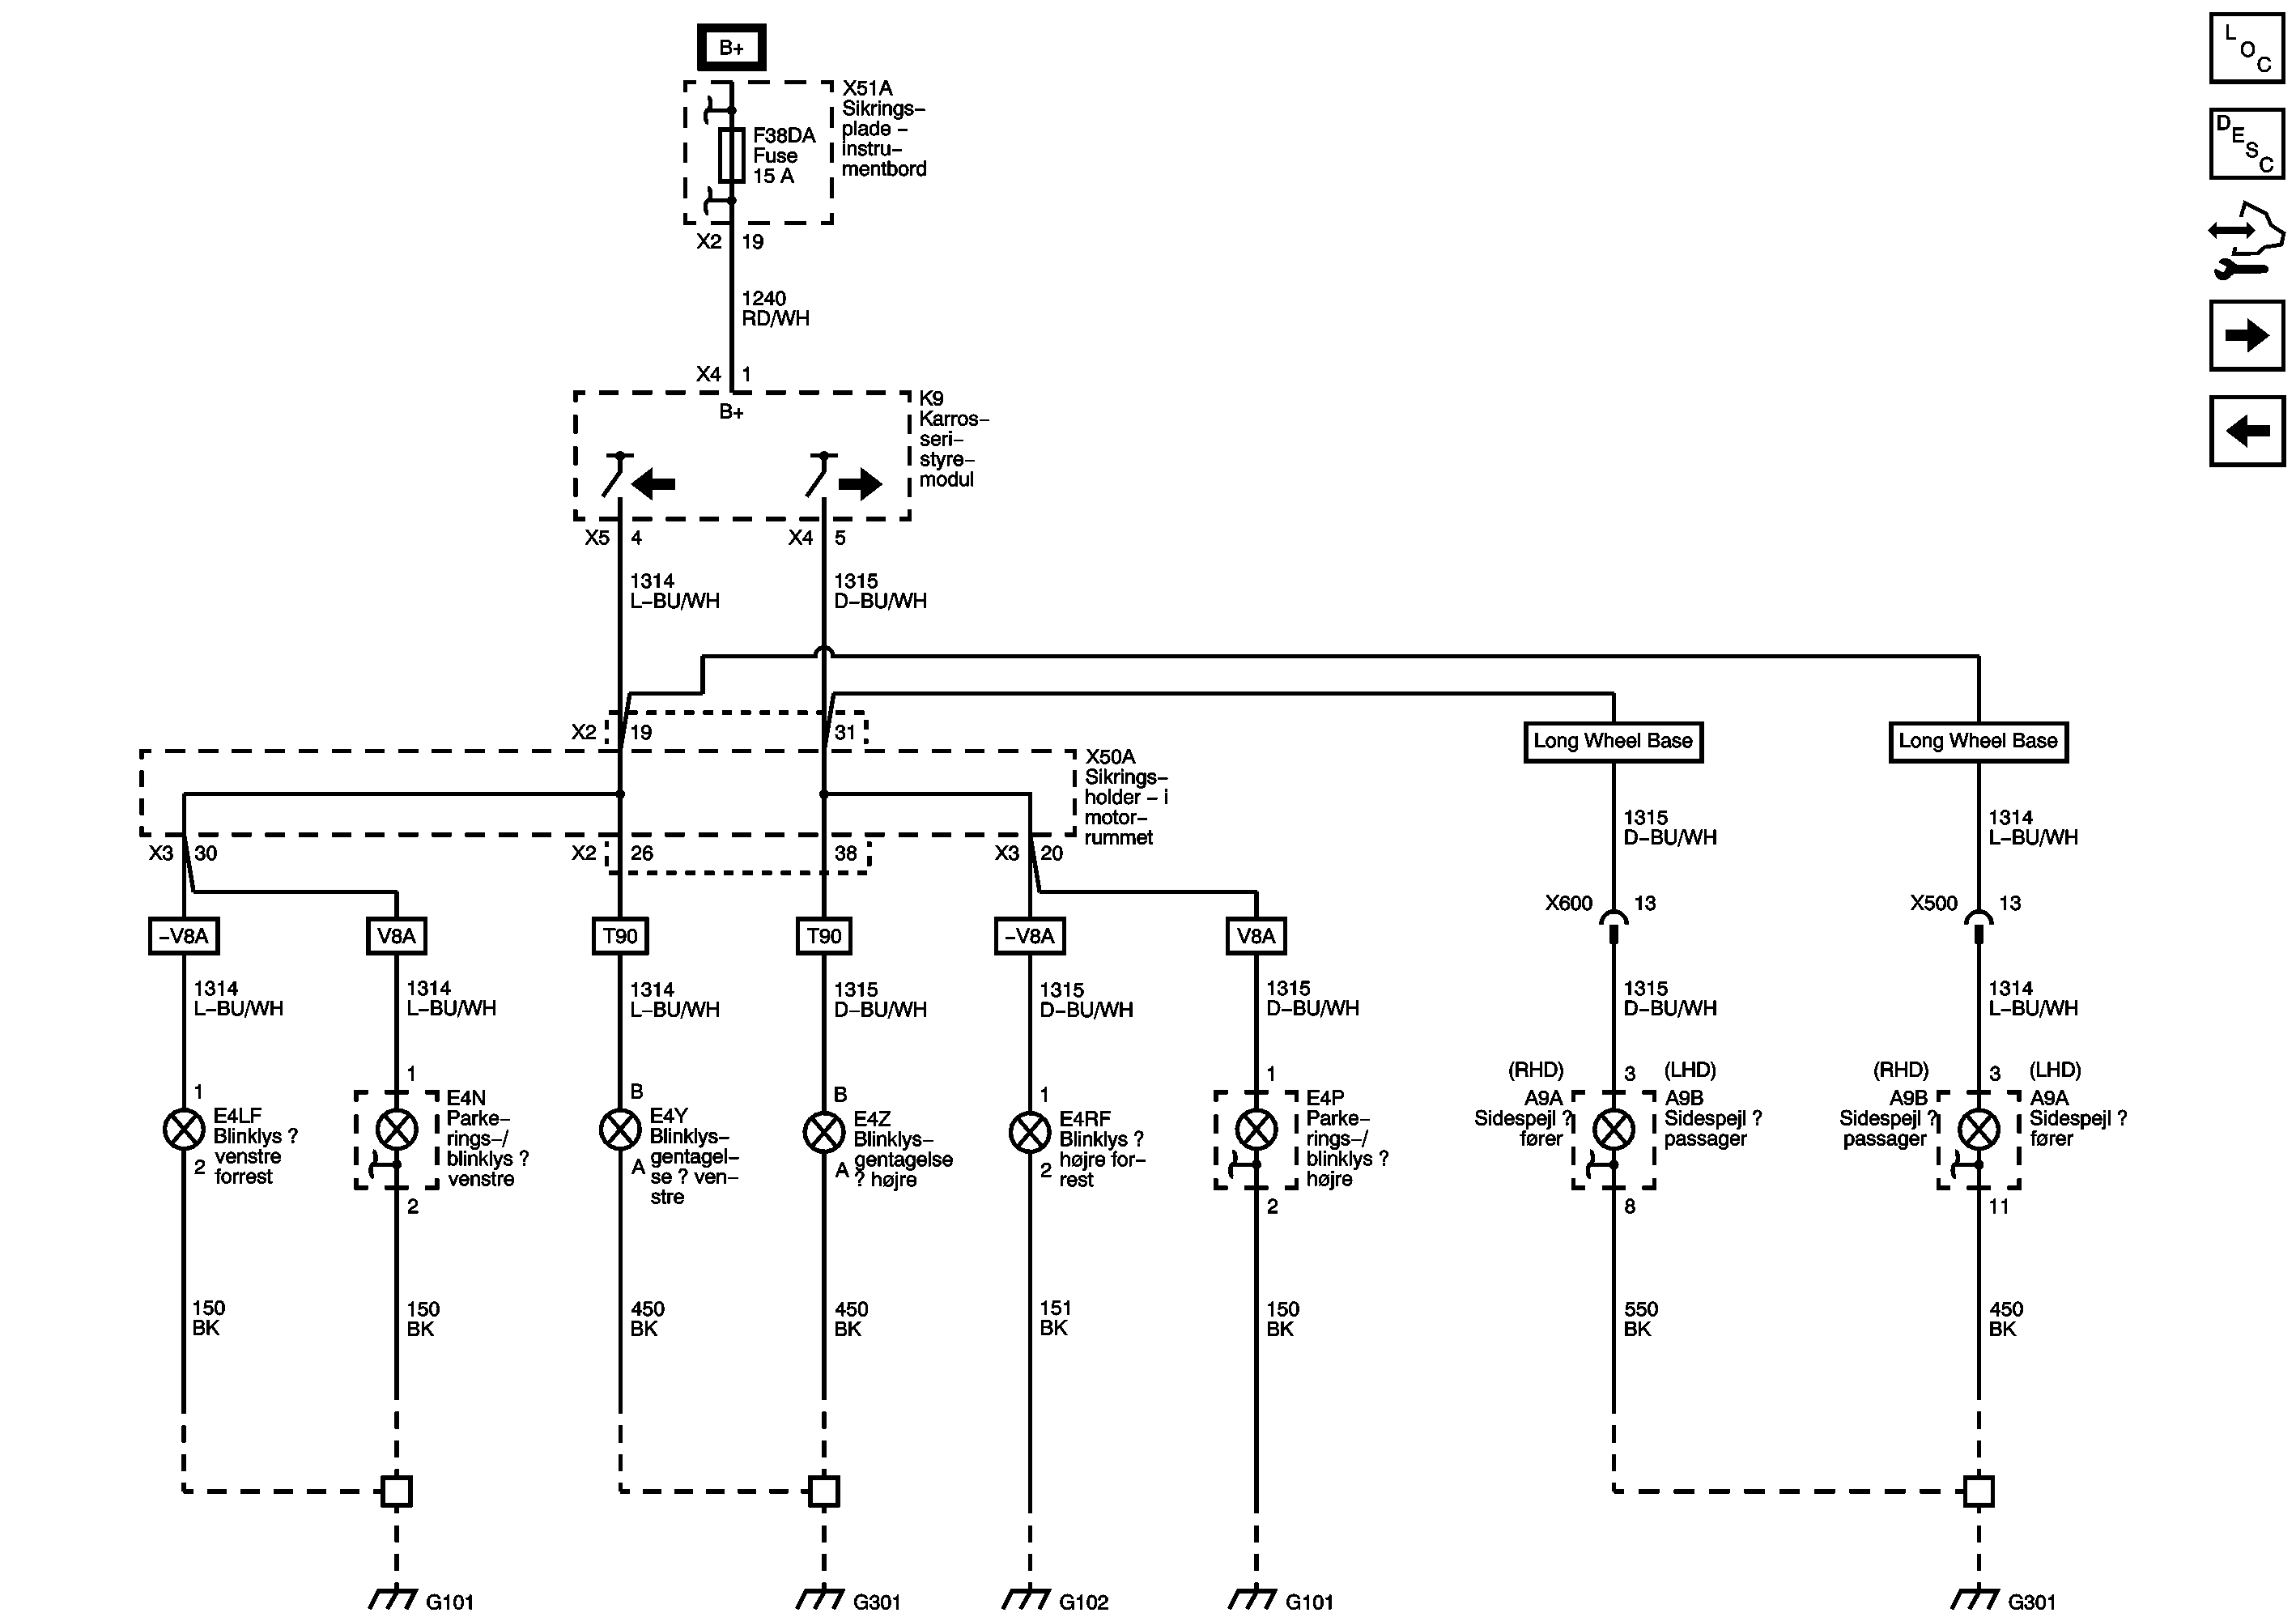 B+
X51A
Sikrings–
plade –
instru–
mentbord
F38DA
Fuse
15 A
X2 19
1240
RD/WH
X4 1
B+
K9
Karros–
seri–
styre–
modul
X5 4
X4 5
1314
L–BU/WH
1315
D–BU/WH
X2 19
31
Long Wheel Base
Long Wheel Base
X50A
Sikrings–
holder – i
motor–
rummet
1315
D–BU/WH
1314
L–BU/WH
X3 30
X2 26
38
X3 20
X600 13
X500 13
–V8A
V8A
T90
T90
–V8A
V8A
1314
L–BU/WH
1314
L–BU/WH
1314
L–BU/WH
1315
D–BU/WH
1315
D–BU/WH
1315
D–BU/WH
1315
D–BU/WH
1314
L–BU/WH
1
E4LF
Blinklys ?
venstre
forrest
2
1
E4N
Parke–
rings–/
blinklys ?
venstre
2
B
E4Y
Blinklys–
gentagel–
se ? ven–
stre
A
B
E4Z
Blinklys–
gentagelse
? højre
A
1
E4RF
Blinklys ?
højre for–
rest
2
1
E4P
Parke–
rings–/
blinklys ?
højre
2
(RHD)
A9A
Sidespejl ?
fører
3
(LHD)
A9B
Sidespejl ?
passager
8
(RHD)
A9B
Sidespejl ?
passager
3
(LHD)
A9A
Sidespejl ?
fører
11
150
BK
150
BK
450
BK
450
BK
151
BK
150
BK
550
BK
450
BK
G101
G301
G102
G101
G301
L
O
C
D
E
S
C